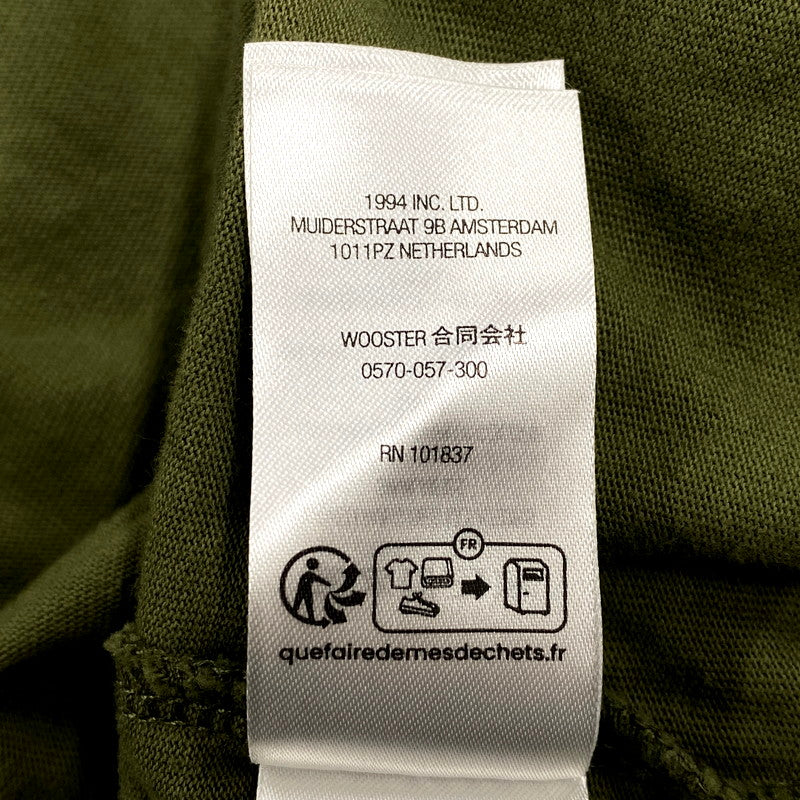 1994 INC. LTD.
MUIDERSTRAAT 9B AMSTERDAM
1011PZ NETHERLANDS
WOOSTER 合同会社
0570-057-300
RN 101837
FR
quefairedemesdechets.fr